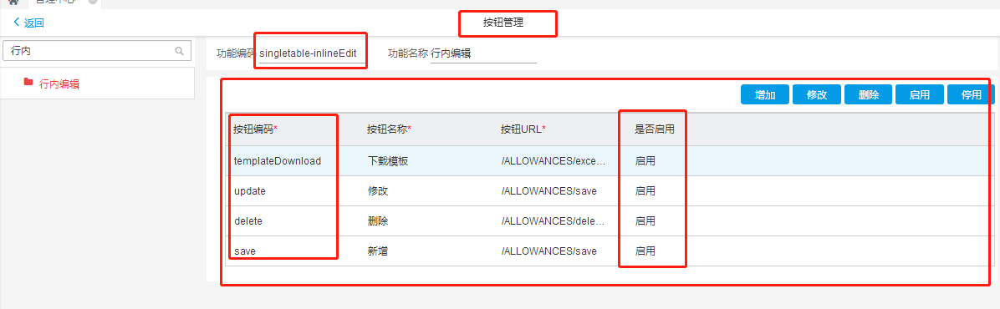 管理中心
返回
按钮管理
行内
行内编辑
功能编码 singletable-inlineEdit 功能名称 行内编辑
增加 修改 删除 启用 停用
按钮编码* 按钮名称* 按钮URL* 是否启用
templateDownload 下载模板 /ALLOWANCES/exce... 启用
update 修改 /ALLOWANCES/save 启用
delete 删除 /ALLOWANCES/dele... 启用
save 新增 /ALLOWANCES/save 启用